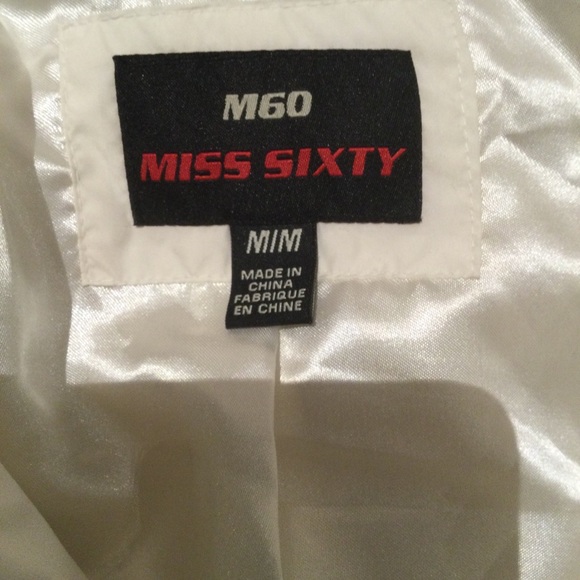 M60
MISS SIXTY
M/M
MADE IN
CHINA
FABRIQUE
EN CHINE